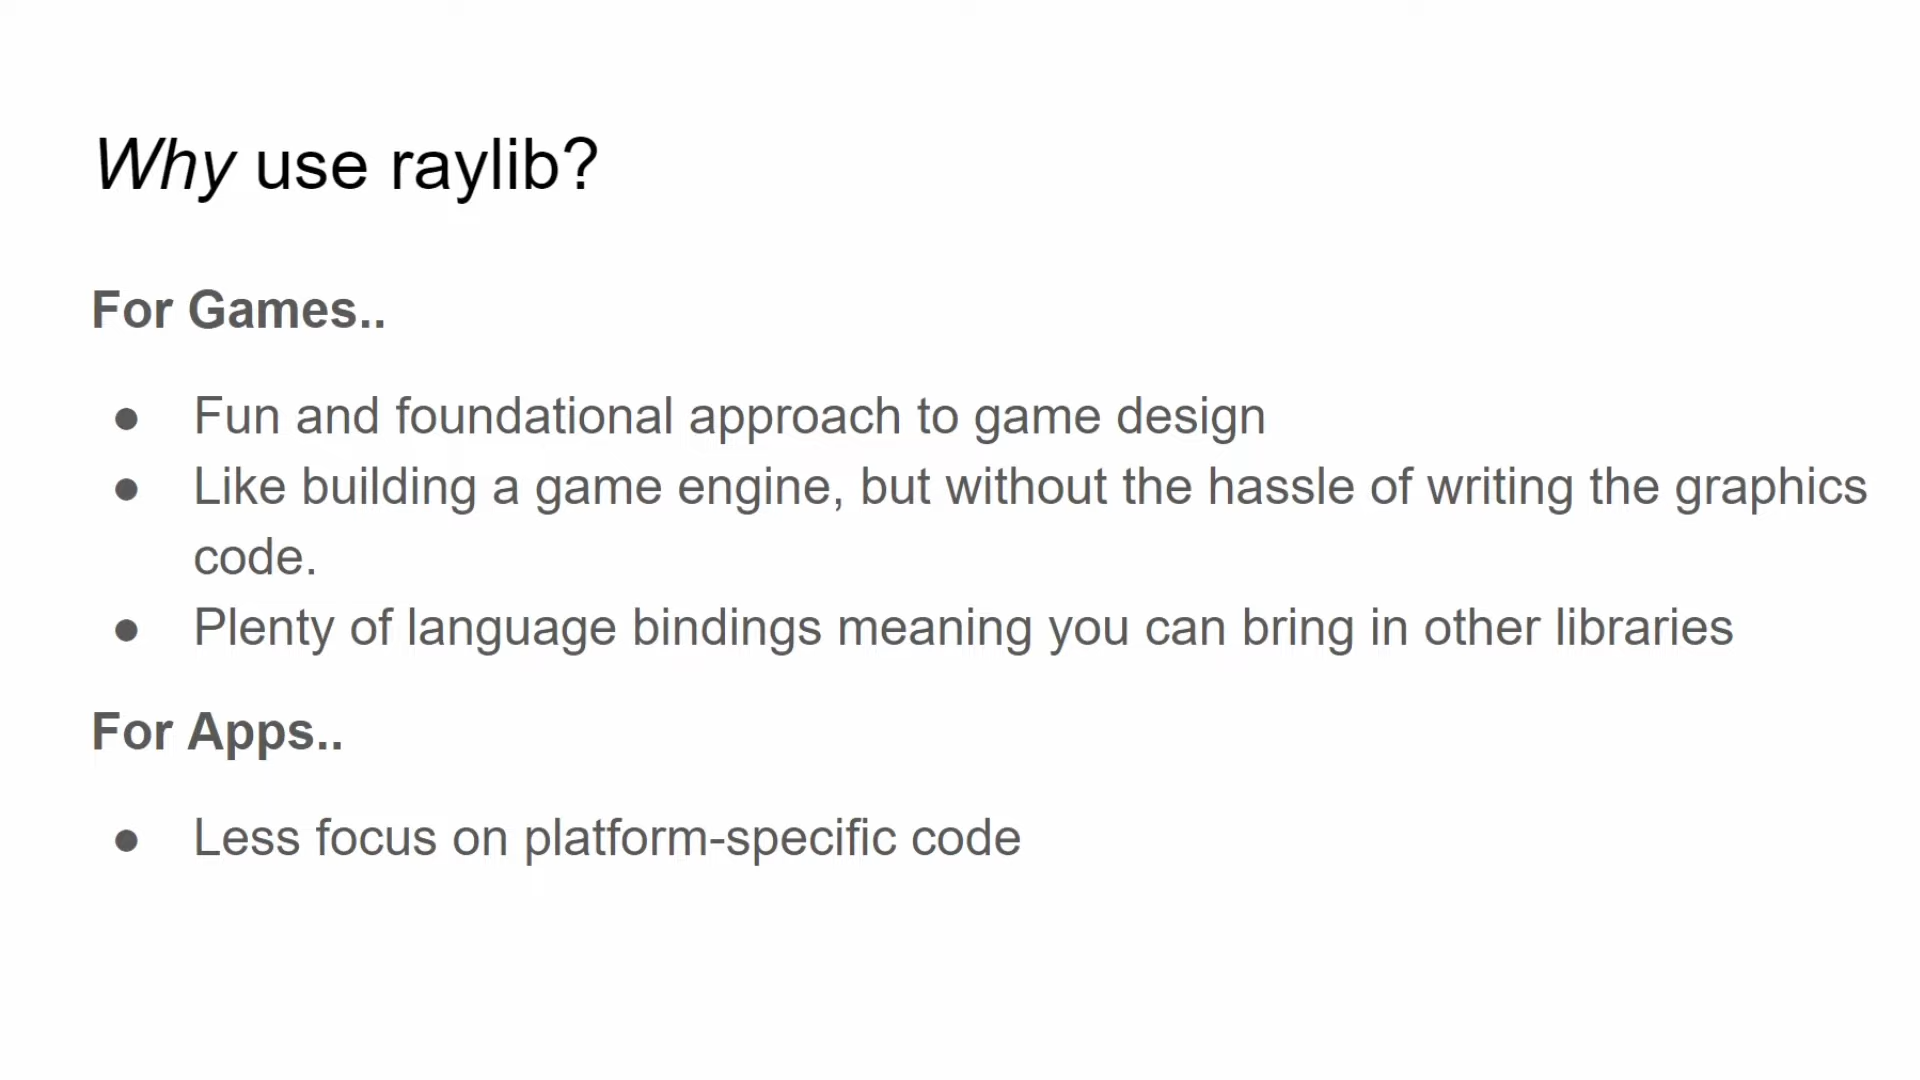 Why use raylib?
For Games..
● Fun and foundational approach to game design
● Like building a game engine, but without the hassle of writing the graphics
code.
● Plenty of language bindings meaning you can bring in other libraries
For Apps..
● Less focus on platform-specific code